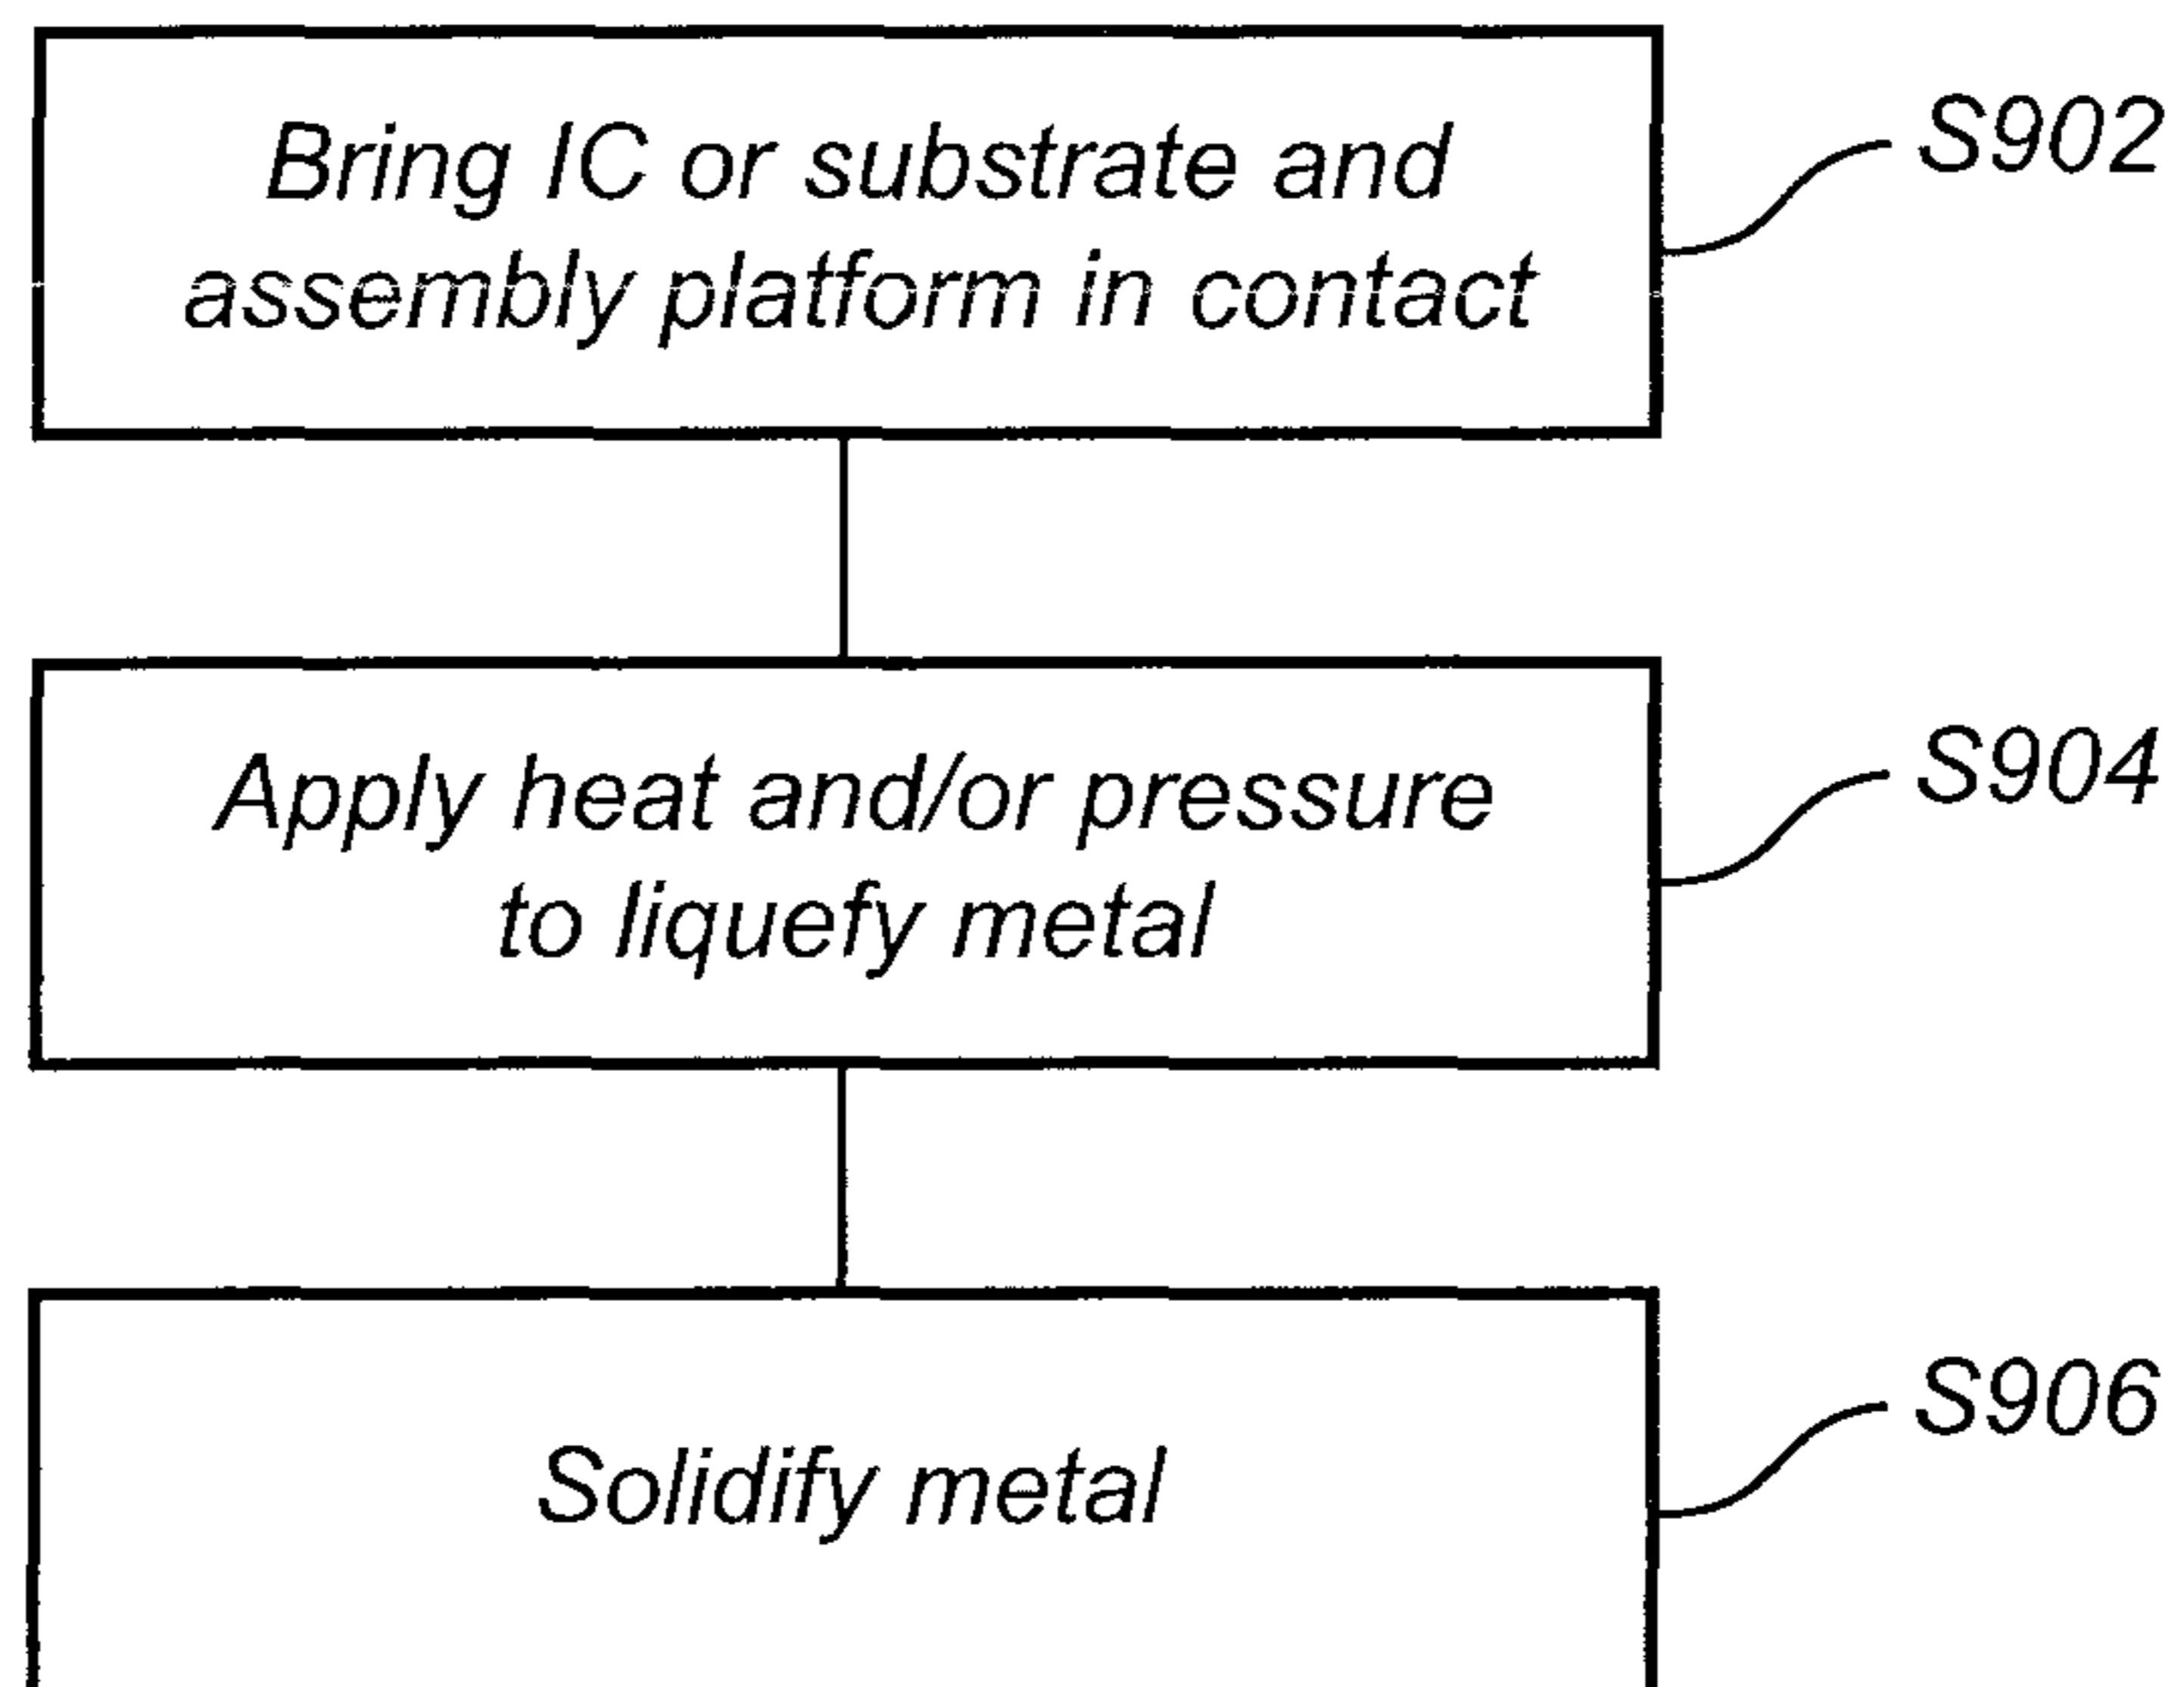 Bring IC or substrate and
assembly platform in contact
S902
Apply heat and/or pressure
to liquefy metal
S904
Solidify metal
S906